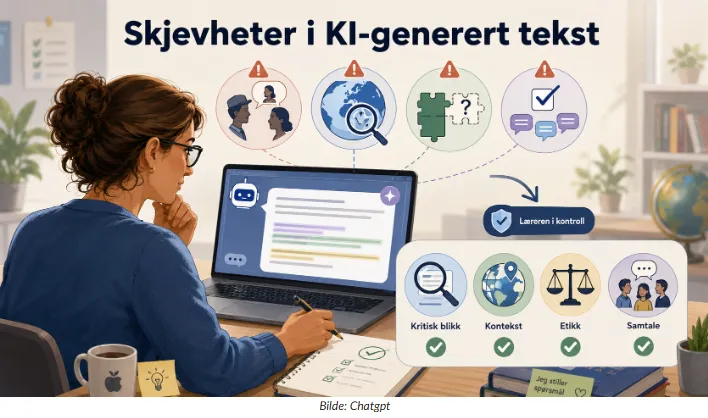 Skjevheter i KI-generert tekst
?
Læreren i kontroll
Kritisk blikk
Kontekst
Etikk
Samtale
Jeg stiller
spørsmål
Bilde: Chatgpt